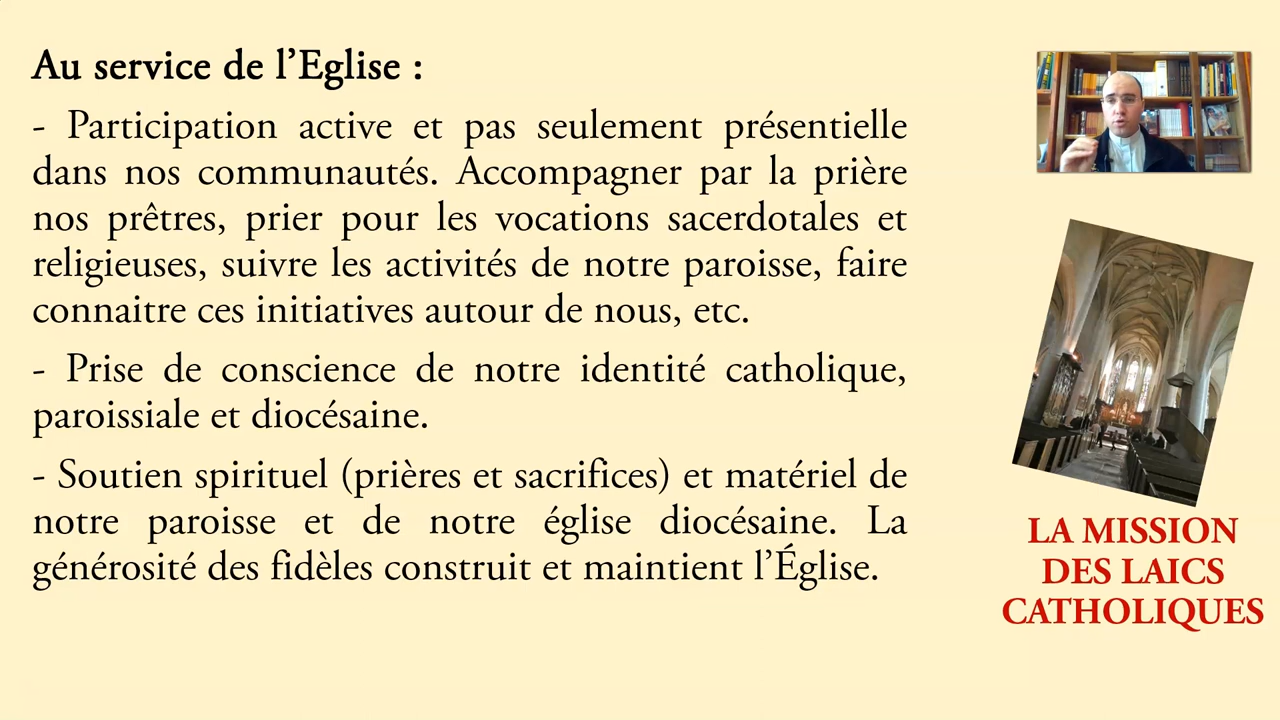 Au service de l’Eglise :
- Participation active et pas seulement présentielle
dans nos communautés. Accompagner par la prière
nos prêtres, prier pour les vocations sacerdotales et
religieuses, suivre les activités de notre paroisse, faire
connaitre ces initiatives autour de nous, etc.
- Prise de conscience de notre identité catholique,
paroissiale et diocésaine.
- Soutien spirituel (prières et sacrifices) et matériel de
notre paroisse et de notre église diocésaine. La
générosité des fidèles construit et maintient l’Église.
LA MISSION
DES LAICS
CATHOLIQUES